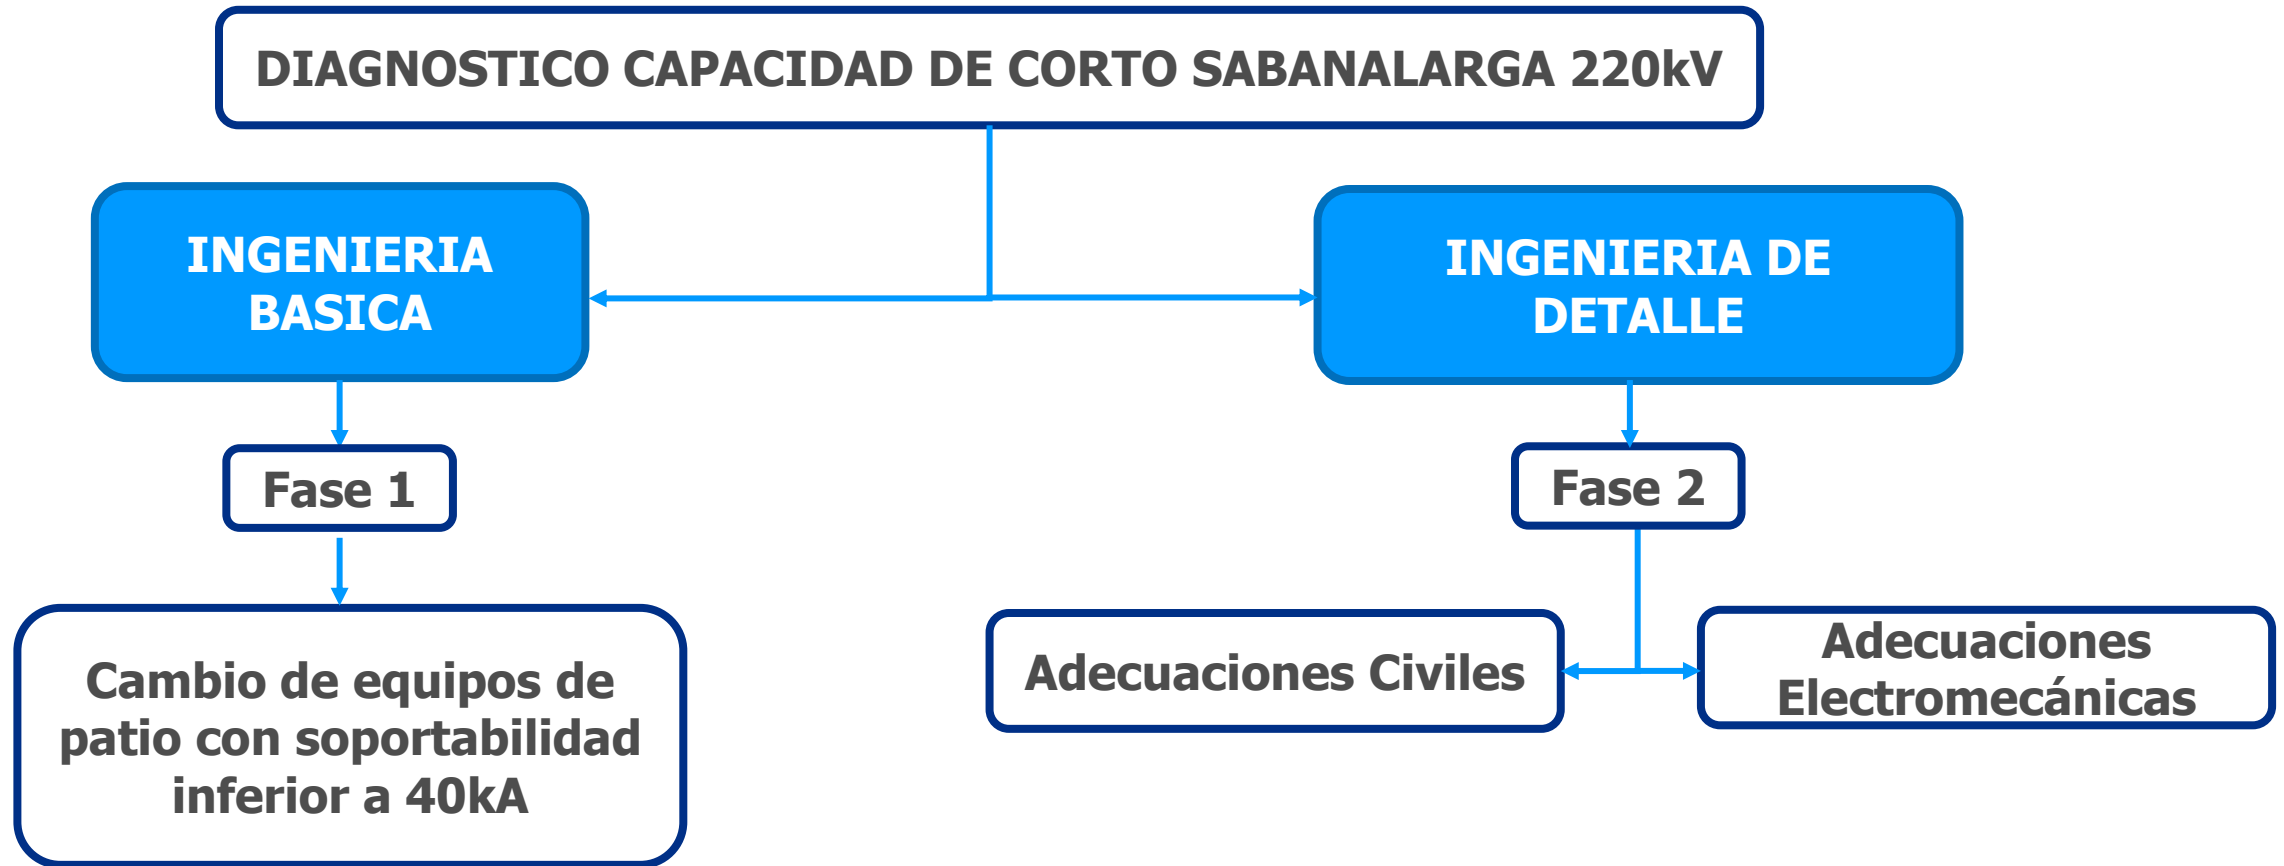 DIAGNOSTICO CAPACIDAD DE CORTO SABANALARGA 220kV
INGENIERIA
BASICA
INGENIERIA DE
DETALLE
Fase 1
Fase 2
Cambio de equipos de
patio con soportabilidad
inferior a 40kA
Adecuaciones Civiles
Adecuaciones
Electromecánicas